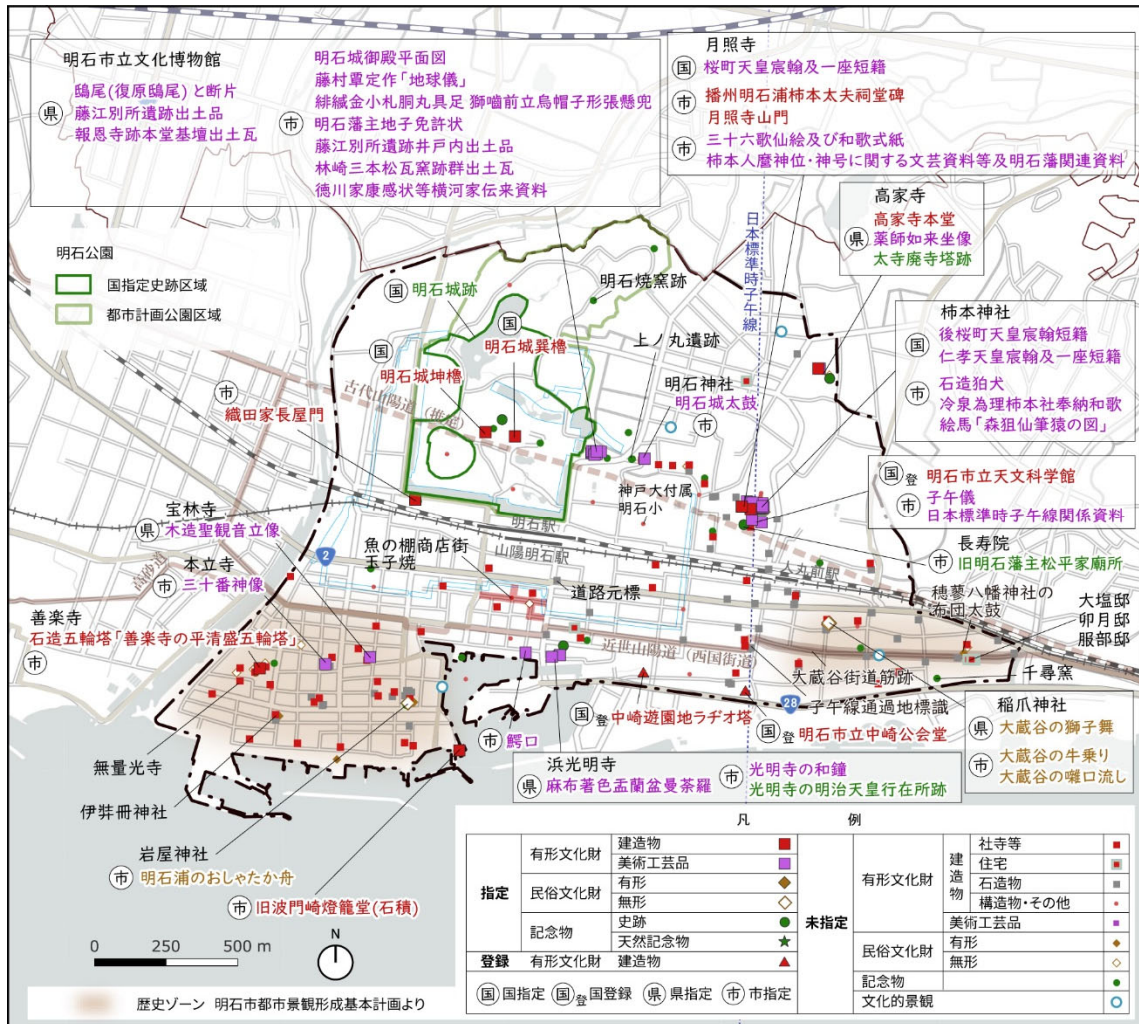 明石市立文化博物館
県
鴟尾(復原鴟尾)と断片
藤江別所遺跡出土品
報恩寺跡本堂基壇出土瓦
市
明石城御殿平面図
藤村覃定作「地球儀」
緋縅金小札胴丸具足 獅噛前立烏帽子形張懸兜
明石藩主地子免許状
藤江別所遺跡井戸内出土品
林崎三本松瓦窯跡群出土瓦
徳川家康感状等横河家伝来資料
月照寺
国 桜町天皇宸翰及一座短籍
市 播州明石浦柿本太夫祠堂碑
月照寺山門
市 三十六歌仙絵及び和歌式紙
柿本人麿神位・神号に関する文芸資料等及明石藩関連資料
高家寺
県
高家寺本堂
薬師如来坐像
太寺廃寺塔跡
明石公園
国指定史跡区域
都市計画公園区域
国 明石城跡
明石焼窯跡
日本標準時子午線
国
明石城巽櫓
国
明石城坤櫓
上ノ丸遺跡
明石神社
明石城太鼓
市
柿本神社
国
後桜町天皇宸翰短籍
仁孝天皇宸翰及一座短籍
市
石造狛犬
冷泉為理柿本社奉納和歌
絵馬「森狙仙筆猿の図」
市
織田家長屋門
古代山陽道(推定)
国登 明石市立天文科学館
市 子午儀
日本標準時子午線関係資料
神戸大付属
明石小
宝林寺
県 木造聖観音立像
明石駅
山陽明石駅
人丸前駅
長寿院
市 旧明石藩主松平家廟所
2
魚の棚商店街
玉子焼
高砂道
本立寺
市 三十番神像
道路元標
穂蓼八幡神社の
布団太鼓
大塩邸
卯月邸
服部邸
善楽寺
石造五輪塔「善楽寺の平清盛五輪塔」
市
近世山陽道(西国街道)
大蔵谷街道筋跡
千尋窯
28
子午線通過地標識
国登 中崎遊園地ラヂオ塔
国登 明石市立中崎公会堂
稲爪神社
県 大蔵谷の獅子舞
市 大蔵谷の牛乗り
大蔵谷の囃口流し
市 鰐口
浜光明寺
県 麻布著色盂蘭盆曼荼羅
市 光明寺の和鐘
光明寺の明治天皇行在所跡
無量光寺
伊弉冊神社
岩屋神社
市 明石浦のおしゃたか舟
市 旧波門崎燈籠堂(石積)
0 250 500 m
N
歴史ゾーン 明石市都市景観形成基本計画より
凡 例
指定
有形文化財
建造物
美術工芸品
民俗文化財
有形
無形
記念物
史跡
天然記念物
登録 有形文化財 建造物
国 国指定 国登 国登録 県 県指定 市 市指定
未指定
有形文化財
建造物
社寺等
住宅
石造物
構造物・その他
美術工芸品
民俗文化財
有形
無形
記念物
文化的景観